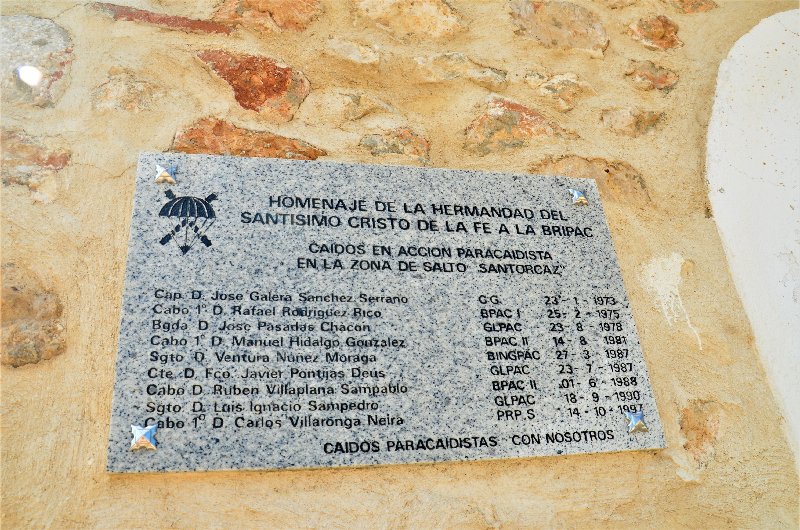 HOMENAJE DE LA HERMANDAD DEL
SANTISIMO CRISTO DE LA FE A LA BRIPAC
CAIDOS EN ACCION PARACAIDISTA
EN LA ZONA DE SALTO "SANTORCAZ"
Cap. D. Jose Galera Sanchez Serrano C.G. 23 - 1 - 1973
Cabo 1º D. Rafael Rodriguez Rico BPAC I 25 - 2 - 1975
Bgda D. Jose Pasadas Chacon GLPAC 23 - 8 - 1978
Cabo 1º D. Manuel Hidalgo Gonzalez BPAC II 14 - 8 - 1981
Sgto. D. Ventura Nunez Moraga BINGPAC 27 - 3 - 1987
Cte. D. Fco. Javier Pontijas Deus GLPAC 23 - 7 - 1987
Cabo D. Ruben Villaplana Sampablo BPAC II 01 - 6 - 1988
Sgto. D. Luis Ignacio Sampedro GLPAC 18 - 9 - 1990
Cabo 1º D. Carlos Villaronga Neira PRP.S 14 - 10 - 1997
CAIDOS PARACAIDISTAS "CON NOSOTROS"